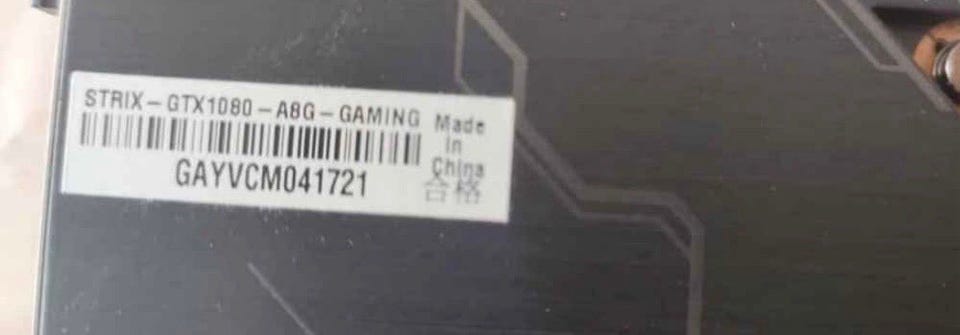 STRIX-GTX1080-A8G-GAMING
GAYVCM041721
Made
in
China
合格